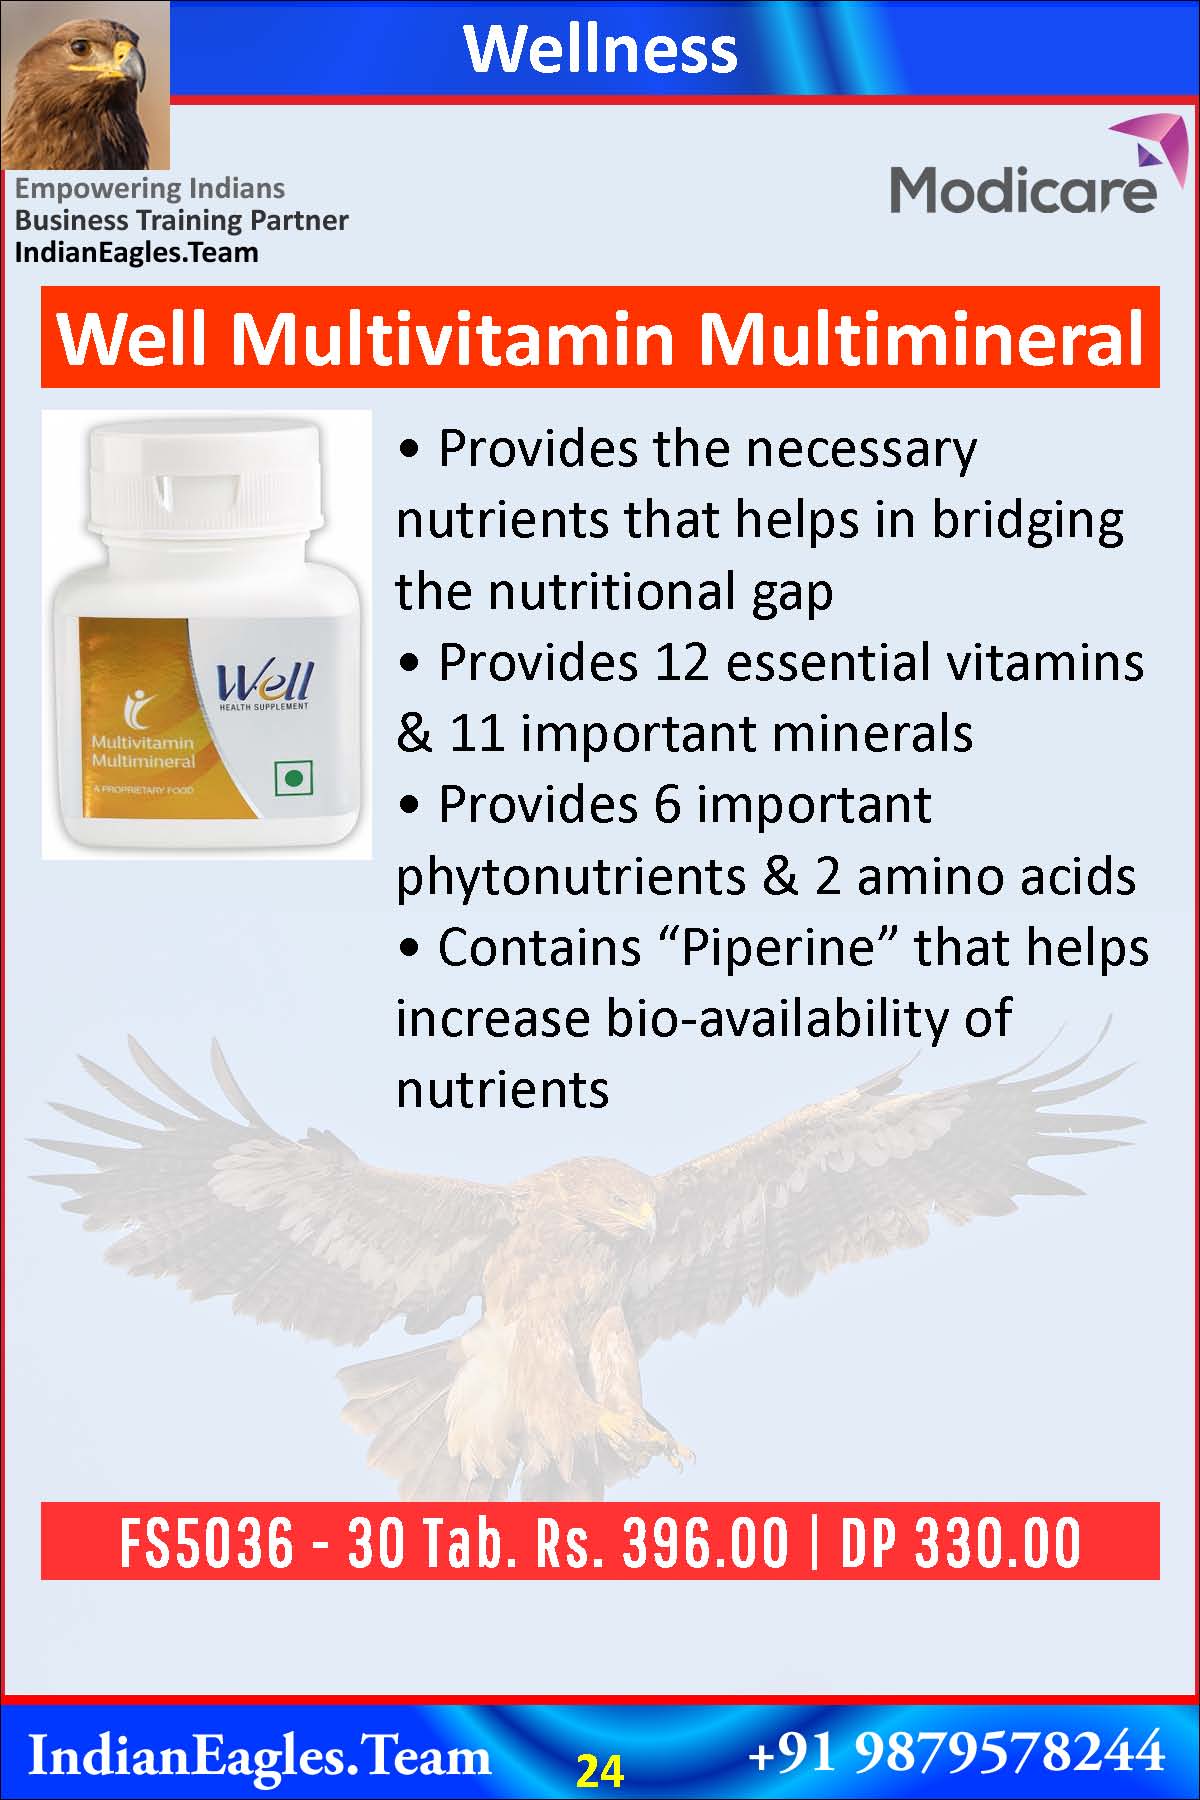 Wellness
Empowering Indians
Business Training Partner
IndianEagles.Team
Modicare
Well Multivitamin Multimineral
• Provides the necessary
nutrients that helps in bridging
the nutritional gap
• Provides 12 essential vitamins
& 11 important minerals
• Provides 6 important
phytonutrients & 2 amino acids
• Contains “Piperine” that helps
increase bio-availability of
nutrients
Well
HEALTH SUPPLEMENT
Multivitamin
Multimineral
A PROPRIETARY FOOD
FS5036 - 30 Tab. Rs. 396.00 | DP 330.00
IndianEagles.Team
24
+91 9879578244